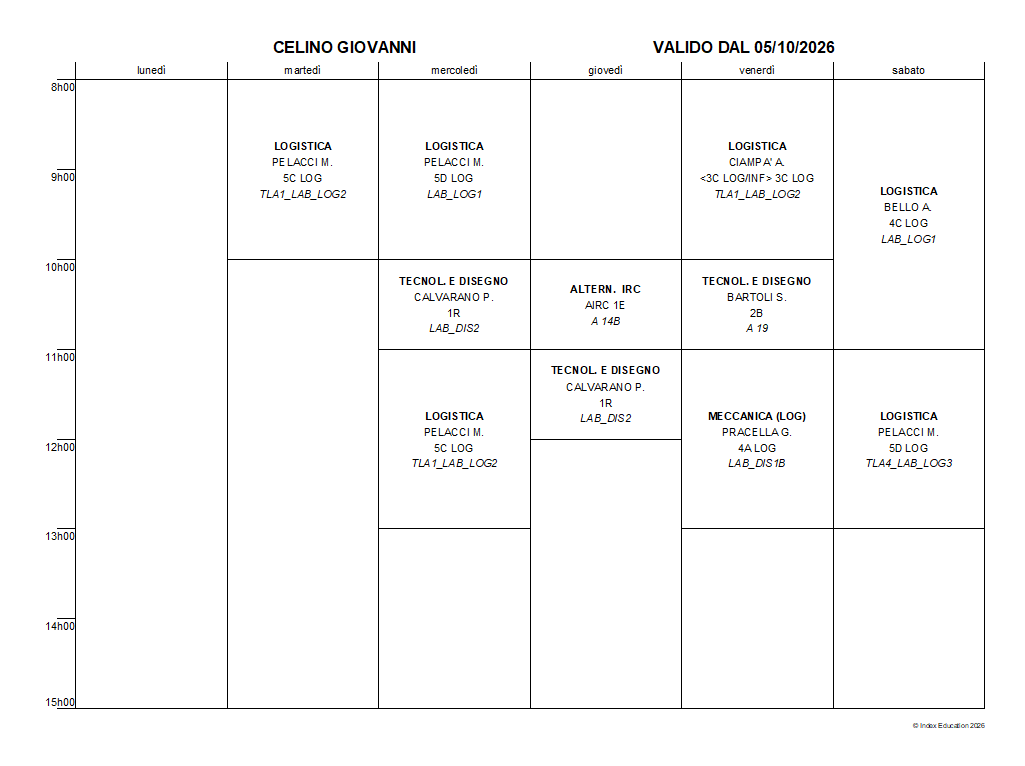 CELINO GIOVANNI
VALIDO DAL 05/10/2026
lunedì
martedì
mercoledì
giovedì
venerdì
sabato
8h00
9h00
10h00
11h00
12h00
13h00
14h00
15h00
LOGISTICA
PELACCI M.
5C LOG
TLA1_LAB_LOG2
LOGISTICA
PELACCI M.
5D LOG
LAB_LOG1
TECNOL. E DISEGNO
CALVARANO P.
1R
LAB_DIS2
LOGISTICA
PELACCI M.
5C LOG
TLA1_LAB_LOG2
ALTERN. IRC
AIRC 1E
A 14B
TECNOL. E DISEGNO
CALVARANO P.
1R
LAB_DIS2
LOGISTICA
CIAMPA' A.
<3C LOG/INF> 3C LOG
TLA1_LAB_LOG2
TECNOL. E DISEGNO
BARTOLI S.
2B
A 19
MECCANICA (LOG)
PRACELLA G.
4A LOG
LAB_DIS1B
LOGISTICA
BELLO A.
4C LOG
LAB_LOG1
LOGISTICA
PELACCI M.
5D LOG
TLA4_LAB_LOG3
© Index Education 2026